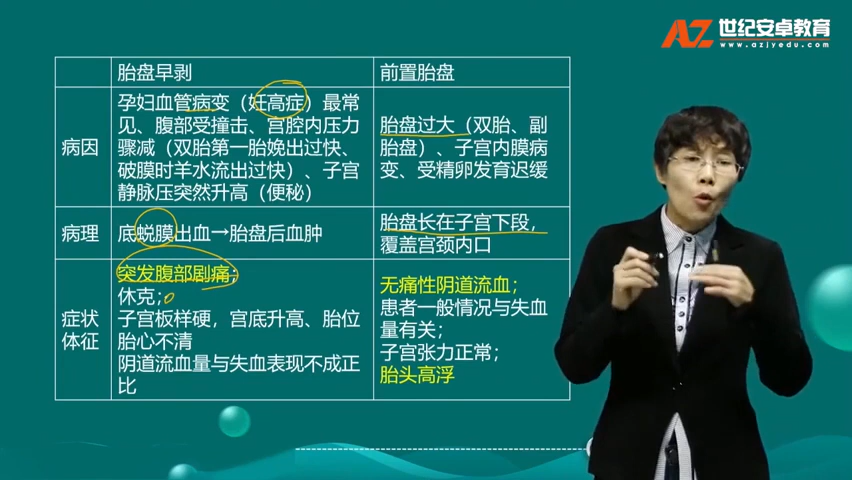 AZ 世纪安卓教育
www.azjyedu.com
胎盘早剥
前置胎盘
病因
孕妇血管病变（妊高症）最常
见、腹部受撞击、宫腔内压力
骤减（双胎第一胎娩出过快、
破膜时羊水流出过快）、子宫
静脉压突然升高（便秘）
胎盘过大（双胎、副
胎盘）、子宫内膜病
变、受精卵发育迟缓
病理
底蜕膜出血→胎盘后血肿
胎盘长在子宫下段，
覆盖宫颈内口
症状
体征
突发腹部剧痛；
休克；
子宫板样硬，宫底升高、胎位
胎心不清
阴道流血量与失血表现不成正
比
无痛性阴道流血；
患者一般情况与失血
量有关；
子宫张力正常；
胎头高浮